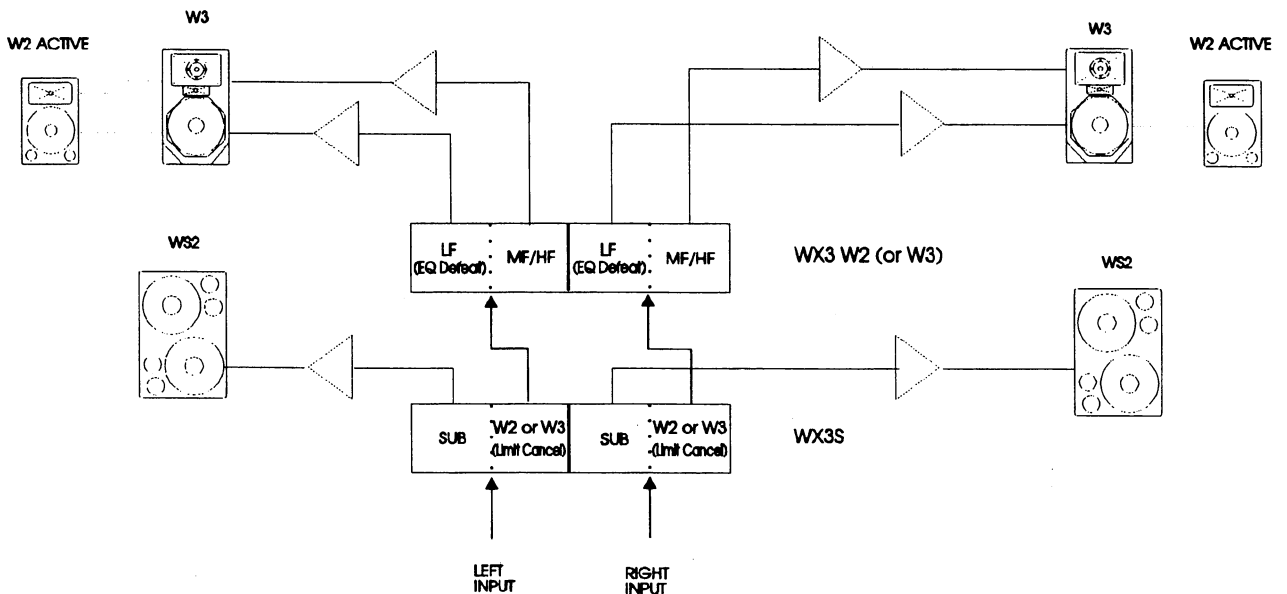 W3
W3
W2 ACTIVE
W2 ACTIVE
LF
(EQ Defeat)
MF/HF
LF
(EQ Defeat)
MF/HF
WX3 W2 (or W3)
WS2
WS2
SUB
W2 or W3
(Limit Cancel)
SUB
W2 or W3
(Limit Cancel)
WX3S
LEFT
INPUT
RIGHT
INPUT